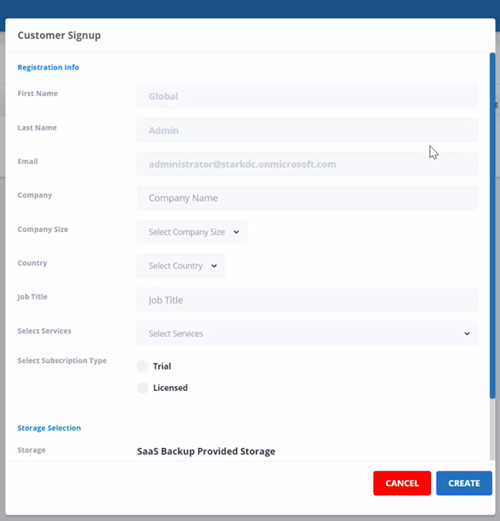 Customer Signup
Registration Info
First Name Global
Last Name Admin
Email administrator@starkdc.onmicrosoft.com
Company Company Name
Company Size Select Company Size
Country Select Country
Job Title Job Title
Select Services Select Services
Select Subscription Type Trial
Licensed
Storage Selection
Storage SaaS Backup Provided Storage
CANCEL CREATE